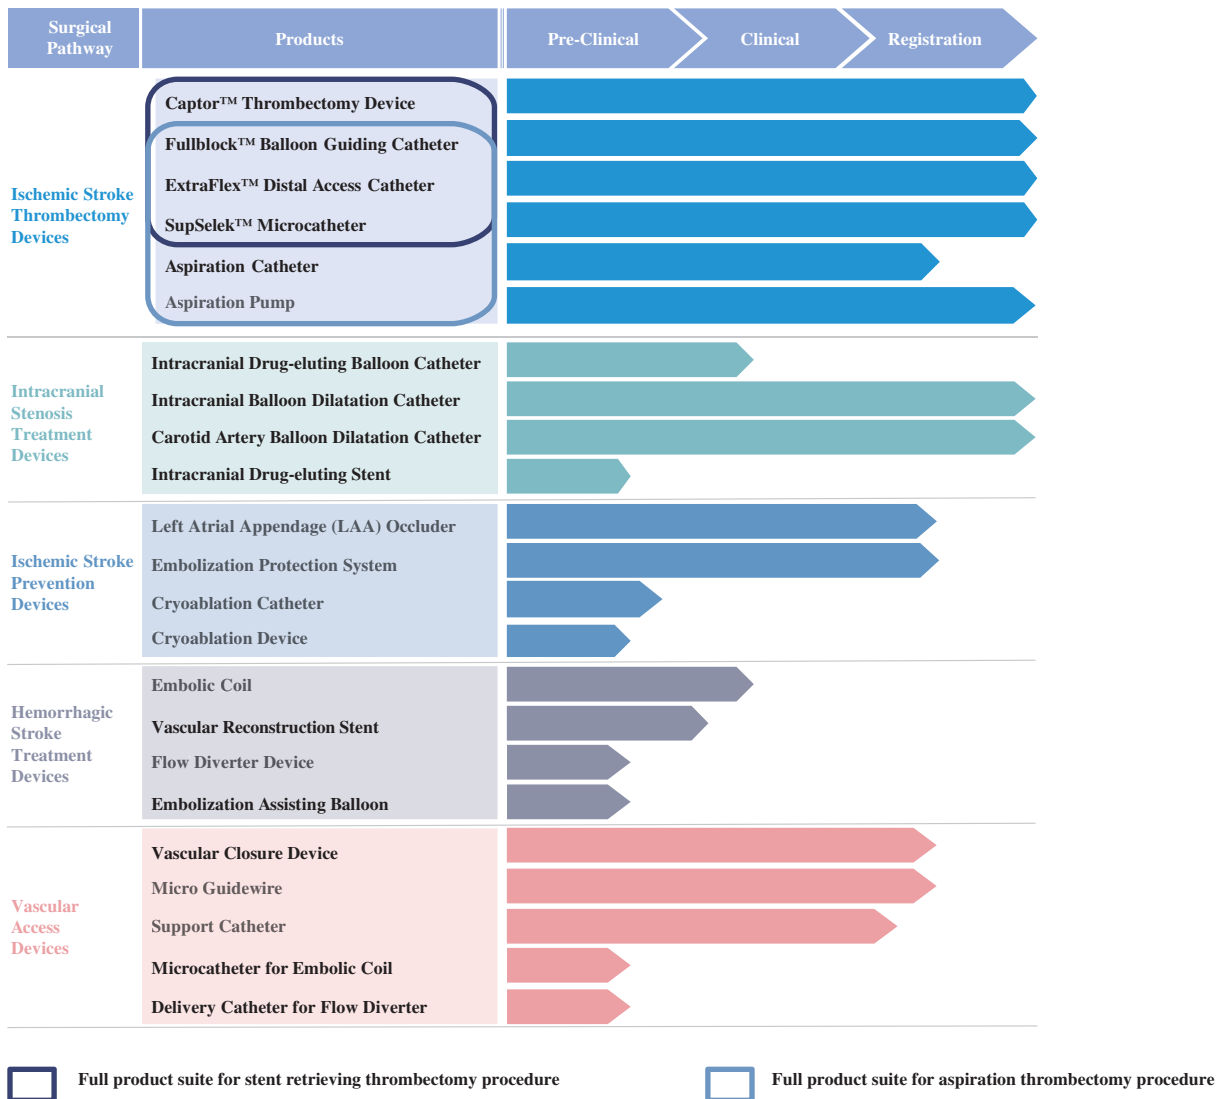 Surgical
Pathway
Products
Pre-Clinical
Clinical
Registration
Ischemic Stroke
Thrombectomy
Devices
Captor™ Thrombectomy Device
Fullblock™ Balloon Guiding Catheter
ExtraFlex™ Distal Access Catheter
SupSelek™ Microcatheter
Aspiration Catheter
Aspiration Pump
Intracranial
Stenosis
Treatment
Devices
Intracranial Drug-eluting Balloon Catheter
Intracranial Balloon Dilatation Catheter
Carotid Artery Balloon Dilatation Catheter
Intracranial Drug-eluting Stent
Ischemic Stroke
Prevention
Devices
Left Atrial Appendage (LAA) Occluder
Embolization Protection System
Cryoablation Catheter
Cryoablation Device
Hemorrhagic
Stroke
Treatment
Devices
Embolic Coil
Vascular Reconstruction Stent
Flow Diverter Device
Embolization Assisting Balloon
Vascular
Access
Devices
Vascular Closure Device
Micro Guidewire
Support Catheter
Microcatheter for Embolic Coil
Delivery Catheter for Flow Diverter
Full product suite for stent retrieving thrombectomy procedure
Full product suite for aspiration thrombectomy procedure